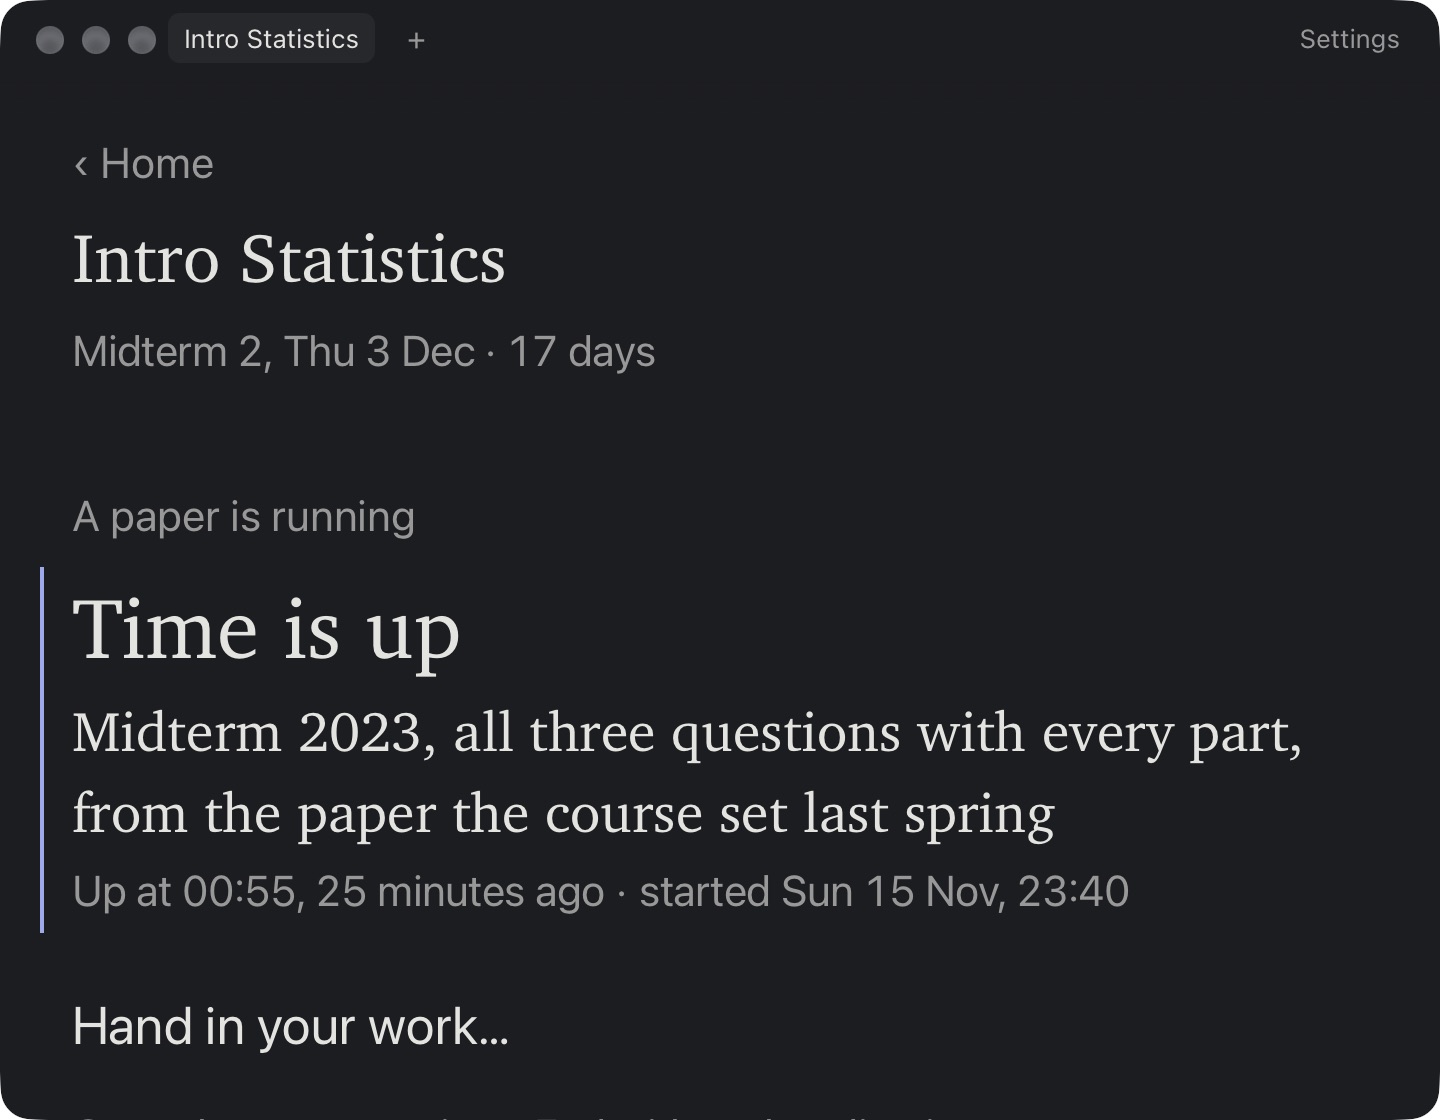 Intro Statistics
+
Settings
‹ Home
Intro Statistics
Midterm 2, Thu 3 Dec · 17 days
A paper is running
Time is up
Midterm 2023, all three questions with every part,
from the paper the course set last spring
Up at 00:55, 25 minutes ago · started Sun 15 Nov, 23:40
Hand in your work…